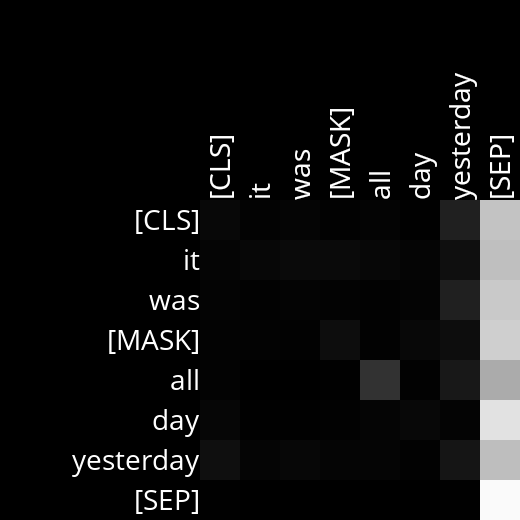 [CLS]
it
was
[MASK]
all
day
yesterday
[SEP]
[CLS]
it
was
[MASK]
all
day
yesterday
[SEP]